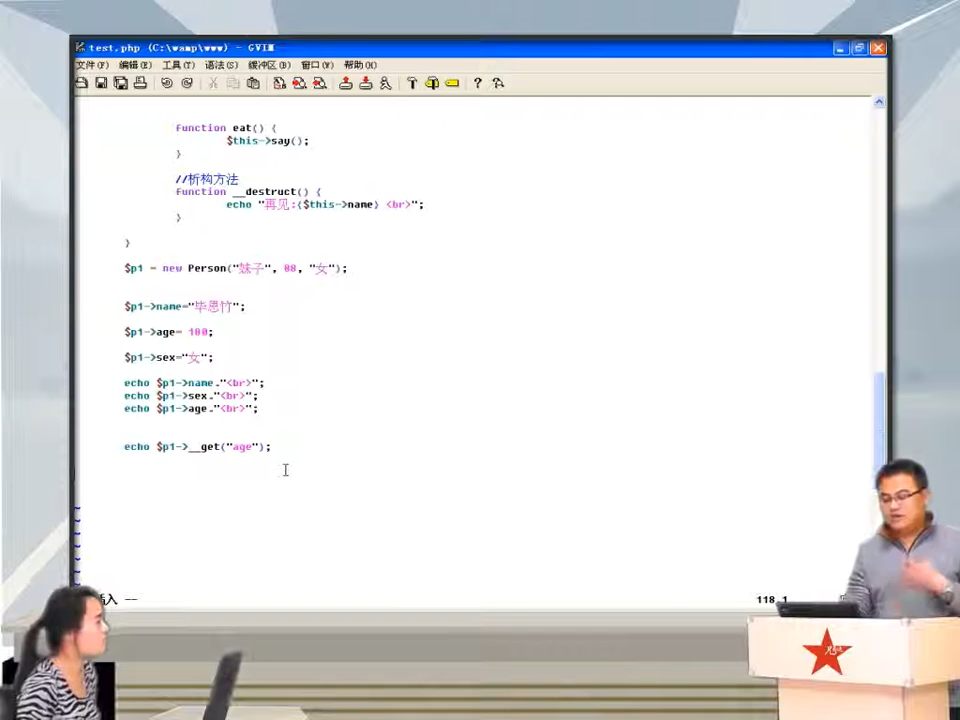 test.php (C:\wamp\www) - GVIM
文件(F) 编辑(E) 工具(T) 语法(S) 缓冲区(B) 窗口(W) 帮助(H)
function eat() {
$this->say();
}
//析构方法
function __destruct() {
echo "再见:{$this->name} <br>";
}
}
$p1 = new Person("妹子", 08, "女");
$p1->name="毕恩竹";
$p1->age= 100;
$p1->sex="女";
echo $p1->name."<br>";
echo $p1->sex."<br>";
echo $p1->age."<br>";
echo $p1->__get("age");
插入 --
118,1